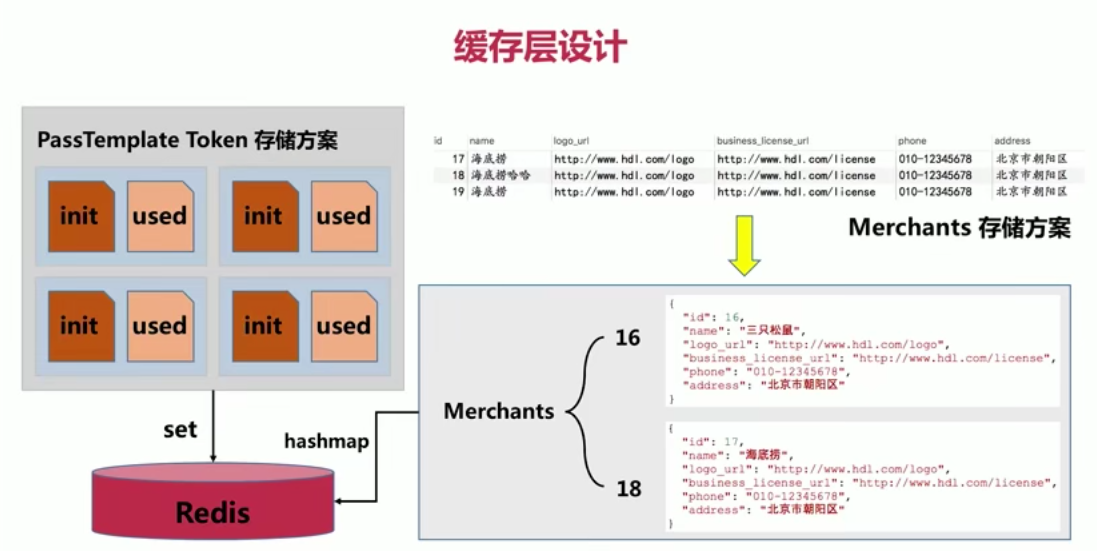 缓存层设计
PassTemplate Token 存储方案
init used init used
init used init used
set
Redis
id name logo_url business_license_url phone address
17 海底捞 http://www.hdl.com/logo http://www.hdl.com/license 010-12345678 北京市朝阳区
18 海底捞哈哈 http://www.hdl.com/logo http://www.hdl.com/license 010-12345678 北京市朝阳区
19 海底捞 http://www.hdl.com/logo http://www.hdl.com/license 010-12345678 北京市朝阳区
Merchants 存储方案
hashmap
Merchants
16
{
"id": 16,
"name": "三只松鼠",
"logo_url": "http://www.hdl.com/logo",
"business_license_url": "http://www.hdl.com/license",
"phone": "010-12345678",
"address": "北京市朝阳区"
}
18
{
"id": 17,
"name": "海底捞",
"logo_url": "http://www.hdl.com/logo",
"business_license_url": "http://www.hdl.com/license",
"phone": "010-12345678",
"address": "北京市朝阳区"
}